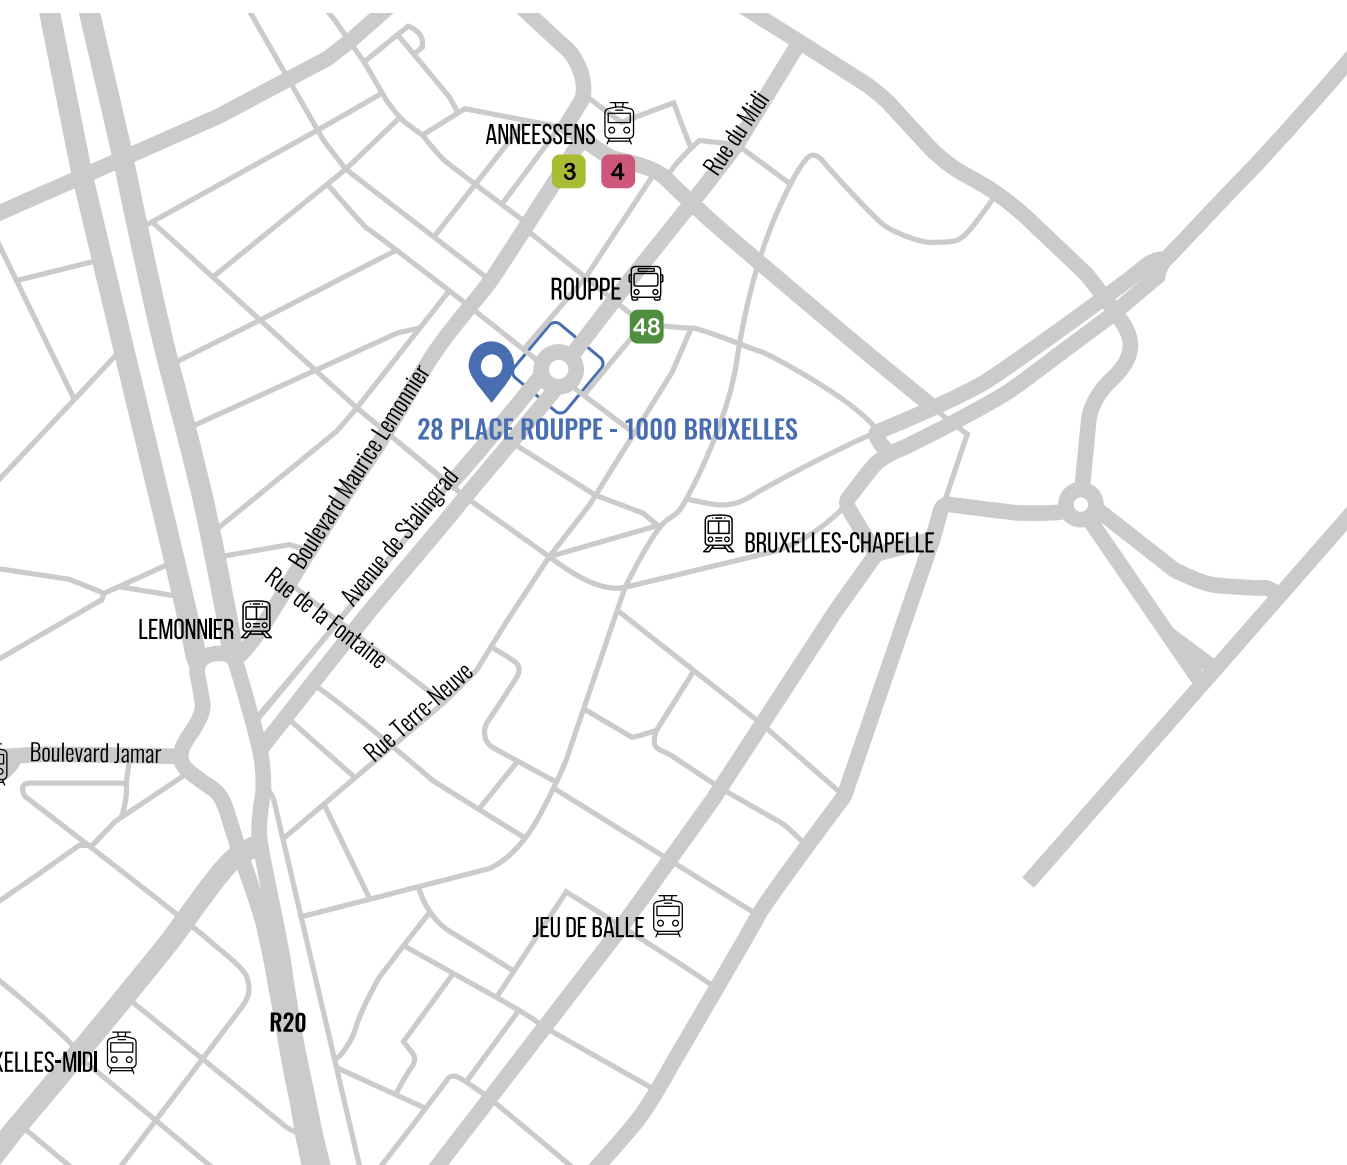 Rue du Midi
ANNEESSENS
3 4
ROUPPE
48
28 PLACE ROUPPE - 1000 BRUXELLES
Boulevard Maurice Lemonnier
Avenue de Stalingrad
BRUXELLES-CHAPELLE
Rue de la Fontaine
LEMONNIER
Rue Terre-Neuve
Boulevard Jamar
JEU DE BALLE
R20
XELLES-MIDI